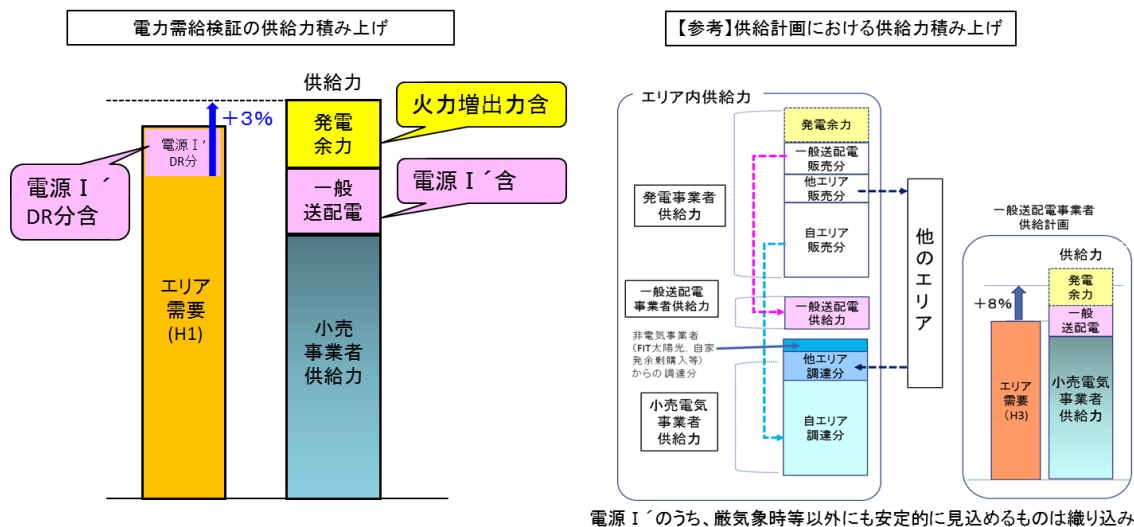 電力需給検証の供給力積み上げ
供給力
+3%
電源Ⅰ´
DR分
電源Ⅰ´
DR分含
エリア
需要
(H1)
発電
余力
火力増出力含
一般
送配電
電源Ⅰ´含
小売
事業者
供給力
【参考】供給計画における供給力積み上げ
エリア内供給力
発電余力
一般送配電
販売分
他エリア
販売分
自エリア
販売分
発電事業者
供給力
一般送配電
事業者供給力
一般送配電
供給力
非電気事業者
(FIT太陽光、自家
発余剰購入等)
からの調達分
他エリア
調達分
自エリア
調達分
小売電気
事業者
供給力
他のエリア
一般送配電事業者
供給計画
供給力
+8%
発電
余力
一般
送配電
エリア
需要
(H3)
小売電気
事業者
供給力
電源Ⅰ´のうち、厳気象時等以外にも安定的に見込めるものは織り込み